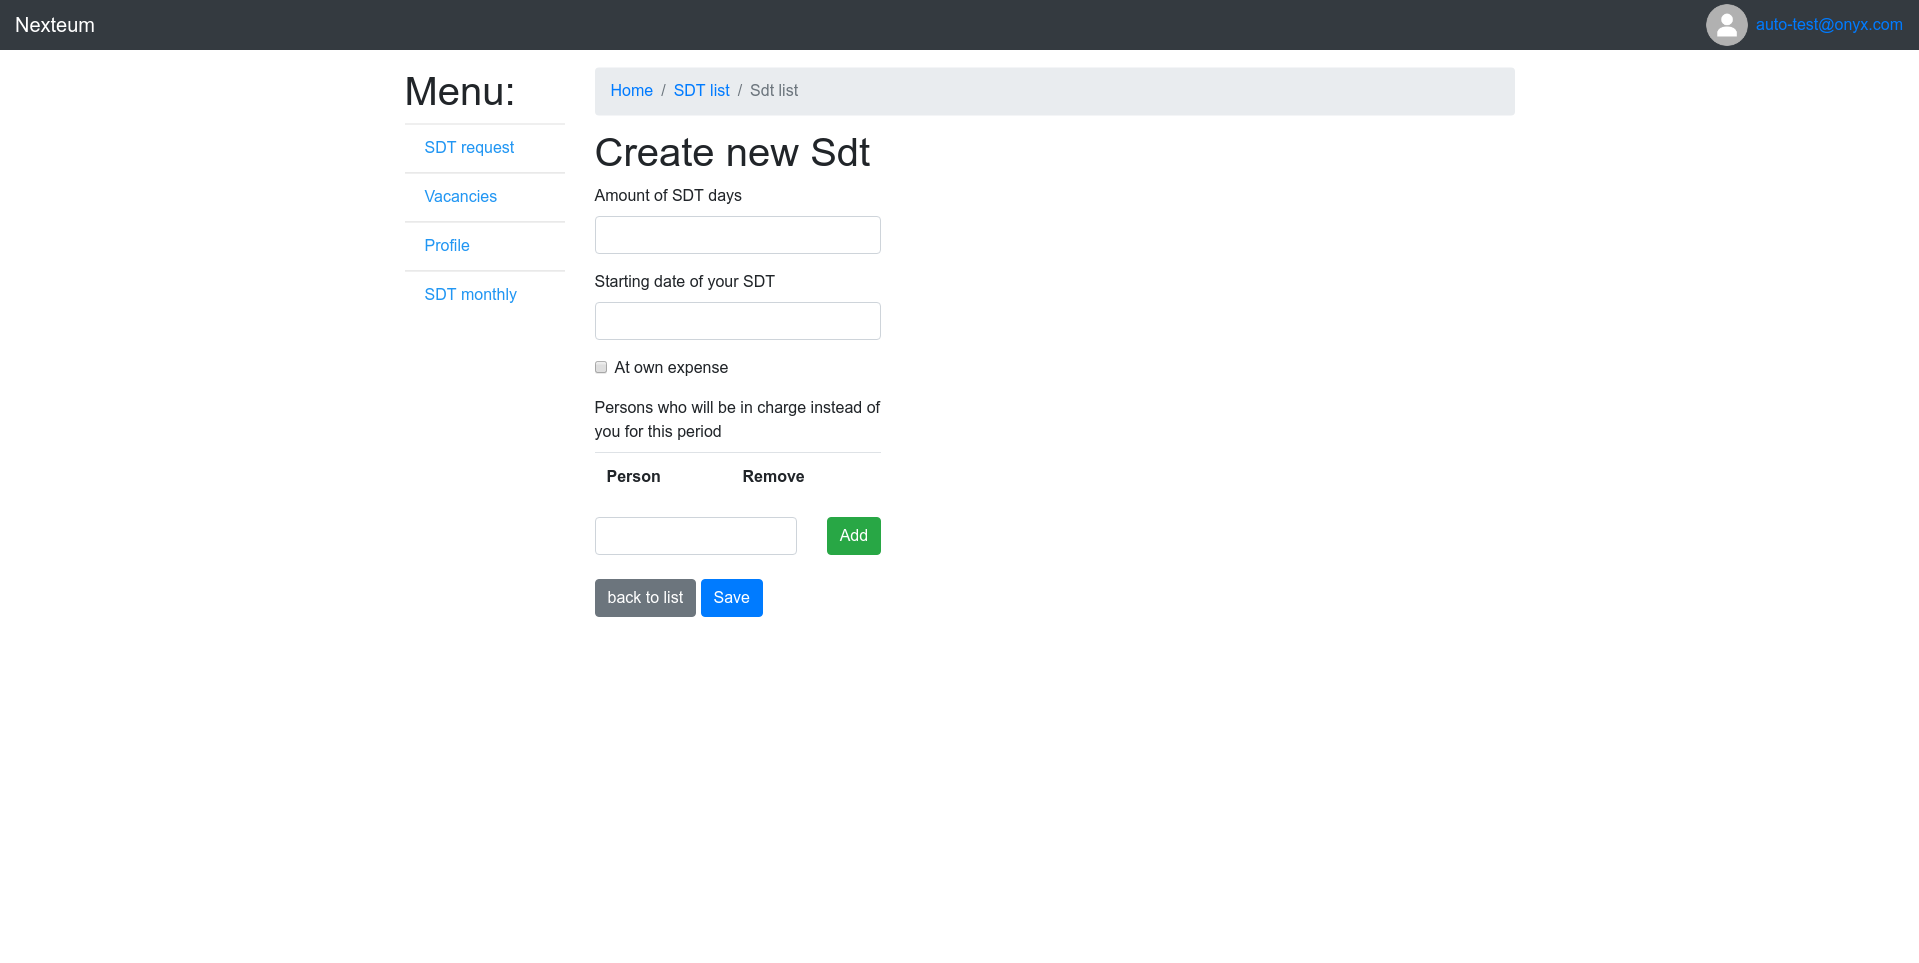 Nexteum
auto-test@onyx.com
Menu:
SDT request
Vacancies
Profile
SDT monthly
Home / SDT list / Sdt list
Create new Sdt
Amount of SDT days
Starting date of your SDT
At own expense
Persons who will be in charge instead of
you for this period
Person Remove
Add
back to list Save